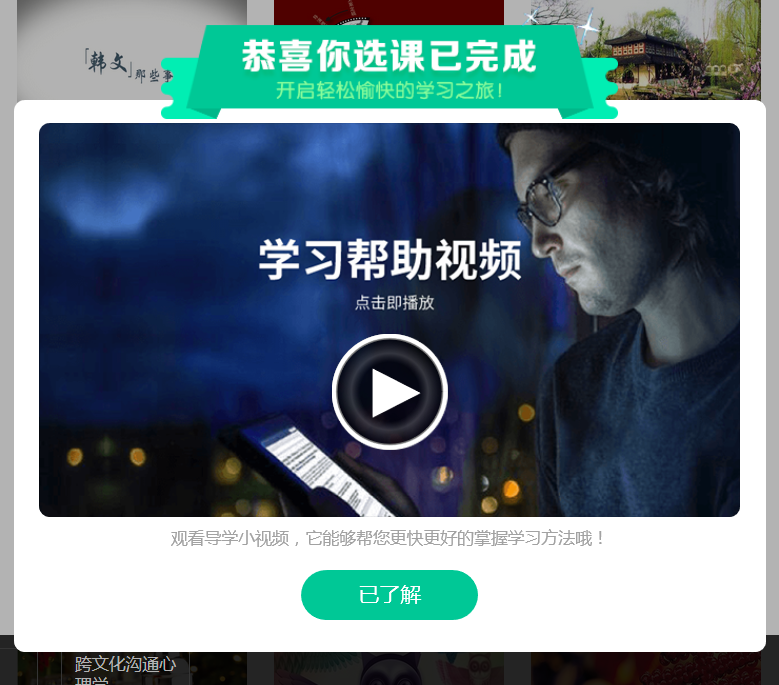 恭喜你选课已完成
开启轻松愉快的学习之旅!
「韩文」那些事
学习帮助视频
点击即播放
观看导学小视频，它能够帮您更快更好的掌握学习方法哦！
已了解
跨文化沟通心
理学